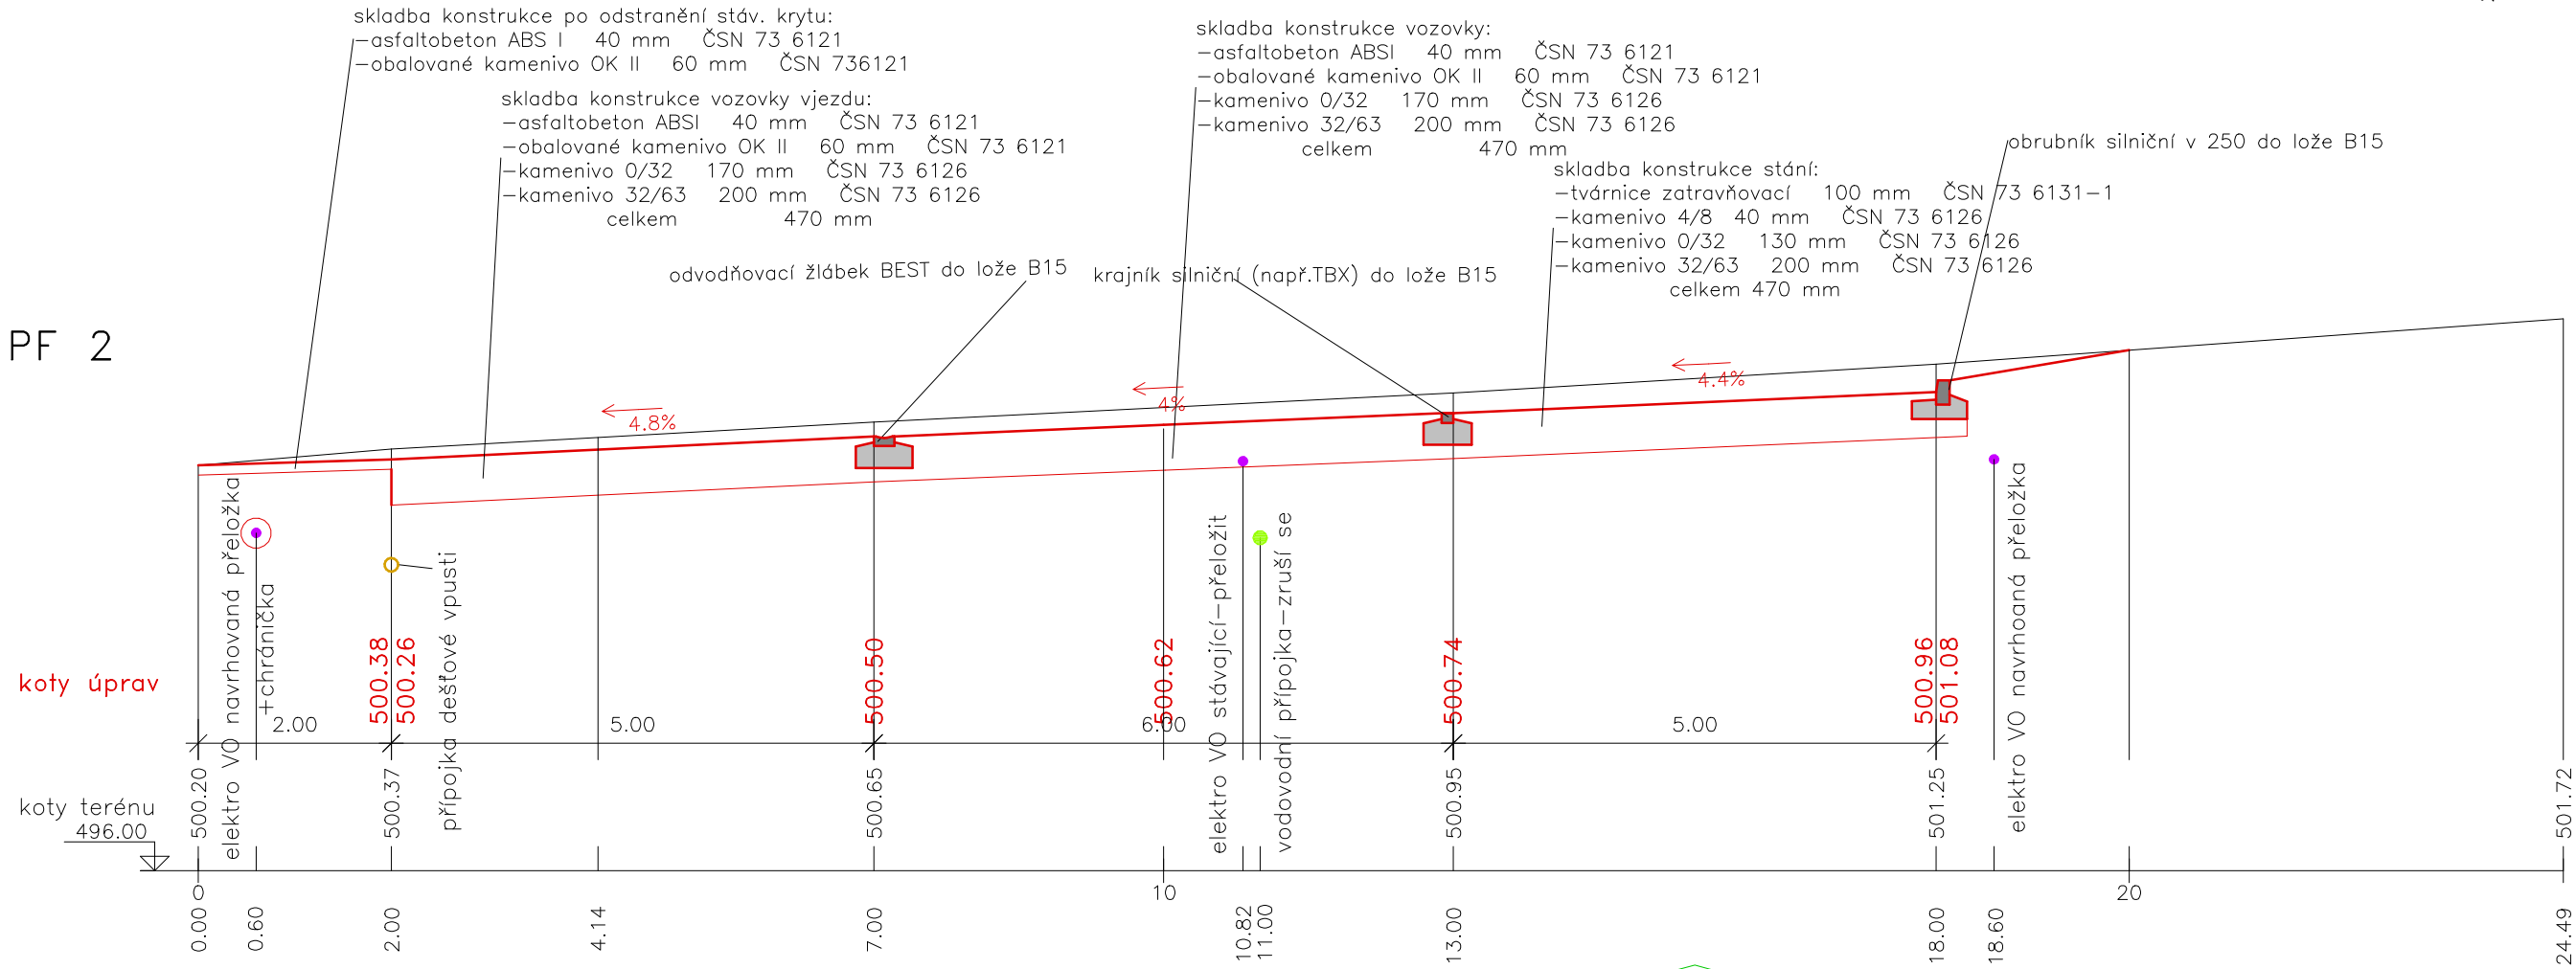 skladba konstrukce po odstranění stáv. krytu:
-asfaltobeton ABS I 40 mm ČSN 73 6121
-obalované kamenivo OK II 60 mm ČSN 736121
skladba konstrukce vozovky vjezdu:
-asfaltobeton ABSI 40 mm ČSN 73 6121
-obalované kamenivo OK II 60 mm ČSN 73 6121
-kamenivo 0/32 170 mm ČSN 73 6126
-kamenivo 32/63 200 mm ČSN 73 6126
celkem 470 mm
skladba konstrukce vozovky:
-asfaltobeton ABSI 40 mm ČSN 73 6121
-obalované kamenivo OK II 60 mm ČSN 73 6121
-kamenivo 0/32 170 mm ČSN 73 6126
-kamenivo 32/63 200 mm ČSN 73 6126
celkem 470 mm
obrubník silniční v 250 do lože B15
skladba konstrukce stání:
-tvárnice zatravňovací 100 mm ČSN 73 6131-1
-kamenivo 4/8 40 mm ČSN 73 6126
-kamenivo 0/32 130 mm ČSN 73 6126
-kamenivo 32/63 200 mm ČSN 73 6126
celkem 470 mm
odvodňovací žlábek BEST do lože B15
krajník silniční (např.TBX) do lože B15
PF 2
4.8%
4%
4.4%
elektro VO navrhovaná přeložka
+chránička
přípojka dešťové vpusti
elektro VO stávající-přeložit
vodovodní přípojka-zruší se
elektro VO navrhoaná přeložka
koty úprav
500.38
500.26
500.50
500.62
500.74
500.96
501.08
2.00
5.00
6.00
5.00
koty terénu
496.00
500.20
500.37
500.65
500.95
501.25
501.72
0
10
20
0.00
0.60
2.00
4.14
7.00
10.82
11.00
13.00
18.00
18.60
24.49